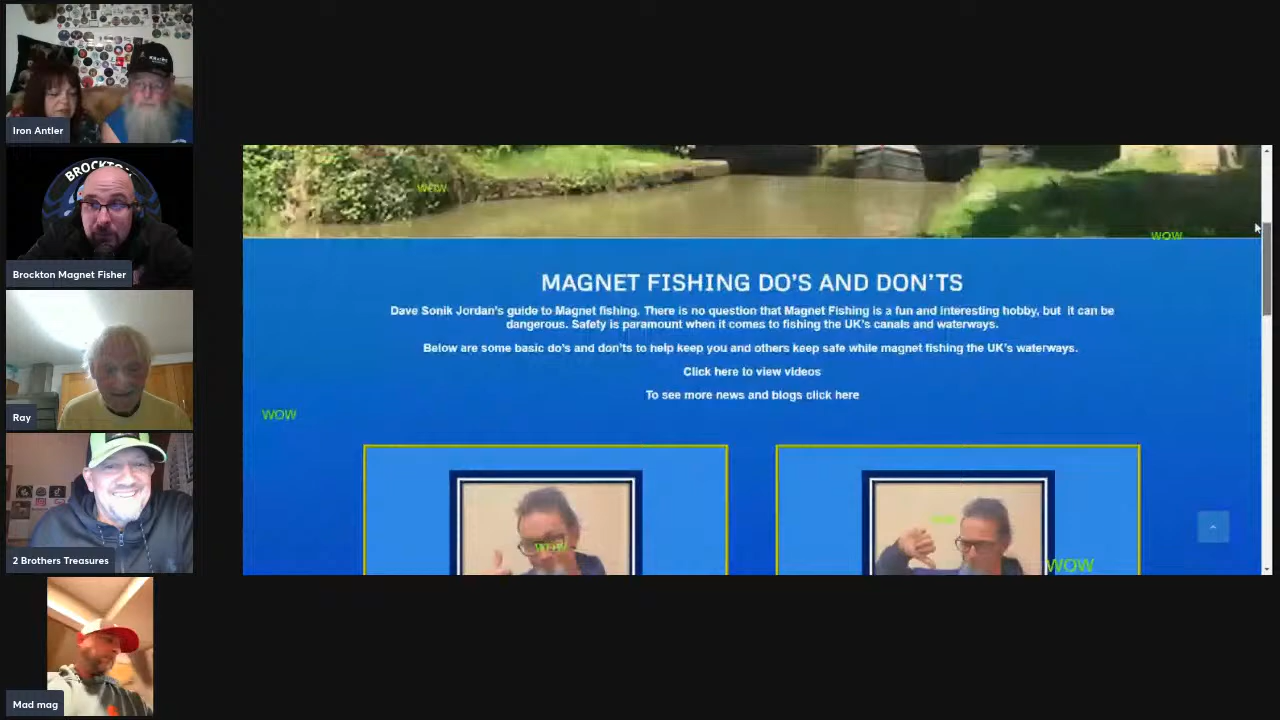 Iron Antler
BROCKTON
Brockton Magnet Fisher
Ray
2 Brothers Treasures
Mad mag
WOW
WOW
MAGNET FISHING DO'S AND DON'TS
Dave Sonik Jordan's guide to Magnet fishing. There is no question that Magnet Fishing is a fun and interesting hobby, but it can be
dangerous. Safety is paramount when it comes to fishing the UK's canals and waterways.
Below are some basic do's and don'ts to help keep you and others keep safe while magnet fishing the UK's waterways.
Click here to view videos
To see more news and blogs click here
WOW
WOW
WOW
WOW